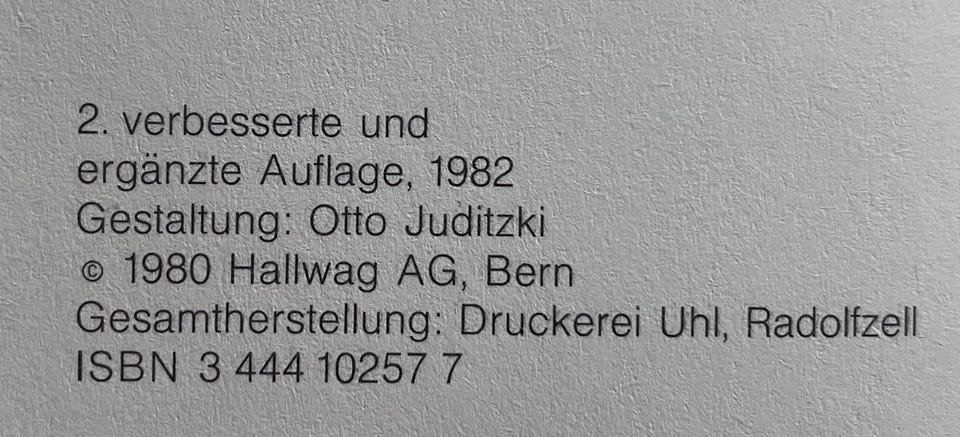 2. verbesserte und
ergänzte Auflage, 1982
Gestaltung: Otto Juditzki
© 1980 Hallwag AG, Bern
Gesamtherstellung: Druckerei Uhl, Radolfzell
ISBN 3 444 10257 7